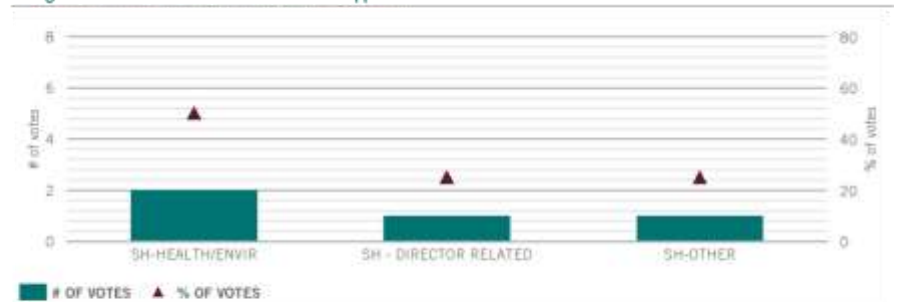 8
80
6
60
4
40
2
20
0
0
# of votes
% of votes
SH-HEALTH/ENVIR
SH - DIRECTOR RELATED
SH-OTHER
# OF VOTES
% OF VOTES